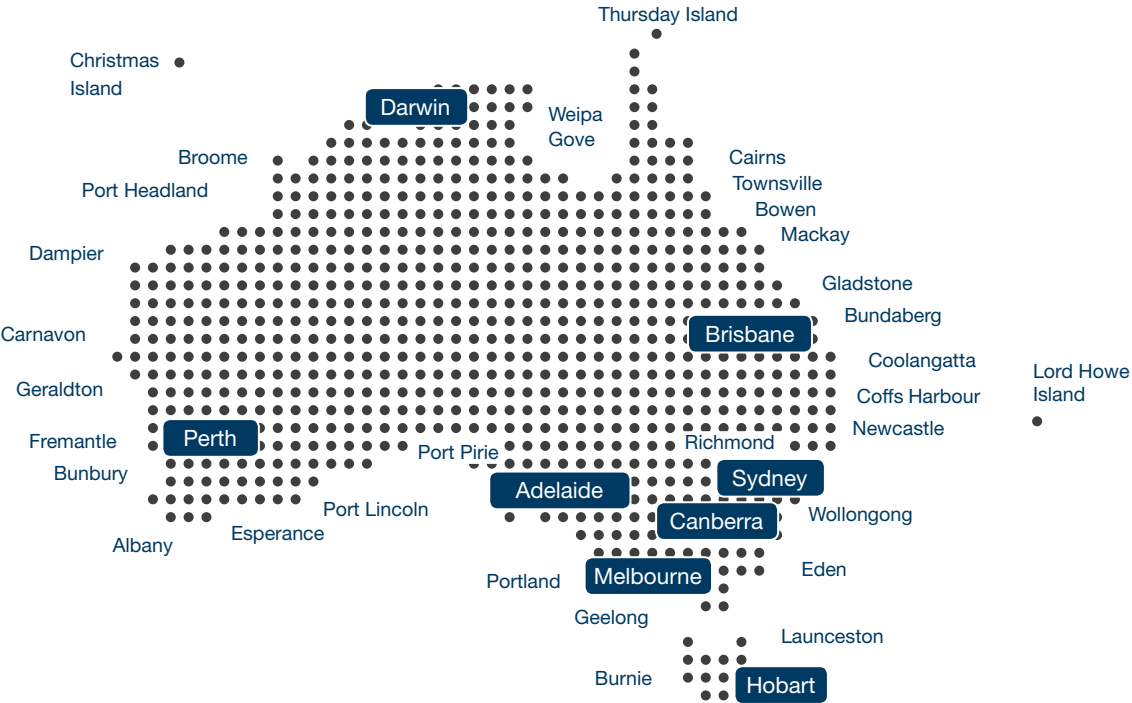 Thursday Island
Christmas
Island
Darwin
Weipa
Gove
Broome
Cairns
Port Headland
Townsville
Bowen
Mackay
Dampier
Gladstone
Bundaberg
Carnavon
Brisbane
Coolangatta
Lord Howe
Island
Geraldton
Coffs Harbour
Newcastle
Fremantle
Perth
Richmond
Port Pirie
Bunbury
Sydney
Adelaide
Port Lincoln
Wollongong
Canberra
Esperance
Albany
Eden
Portland
Melbourne
Geelong
Launceston
Burnie
Hobart